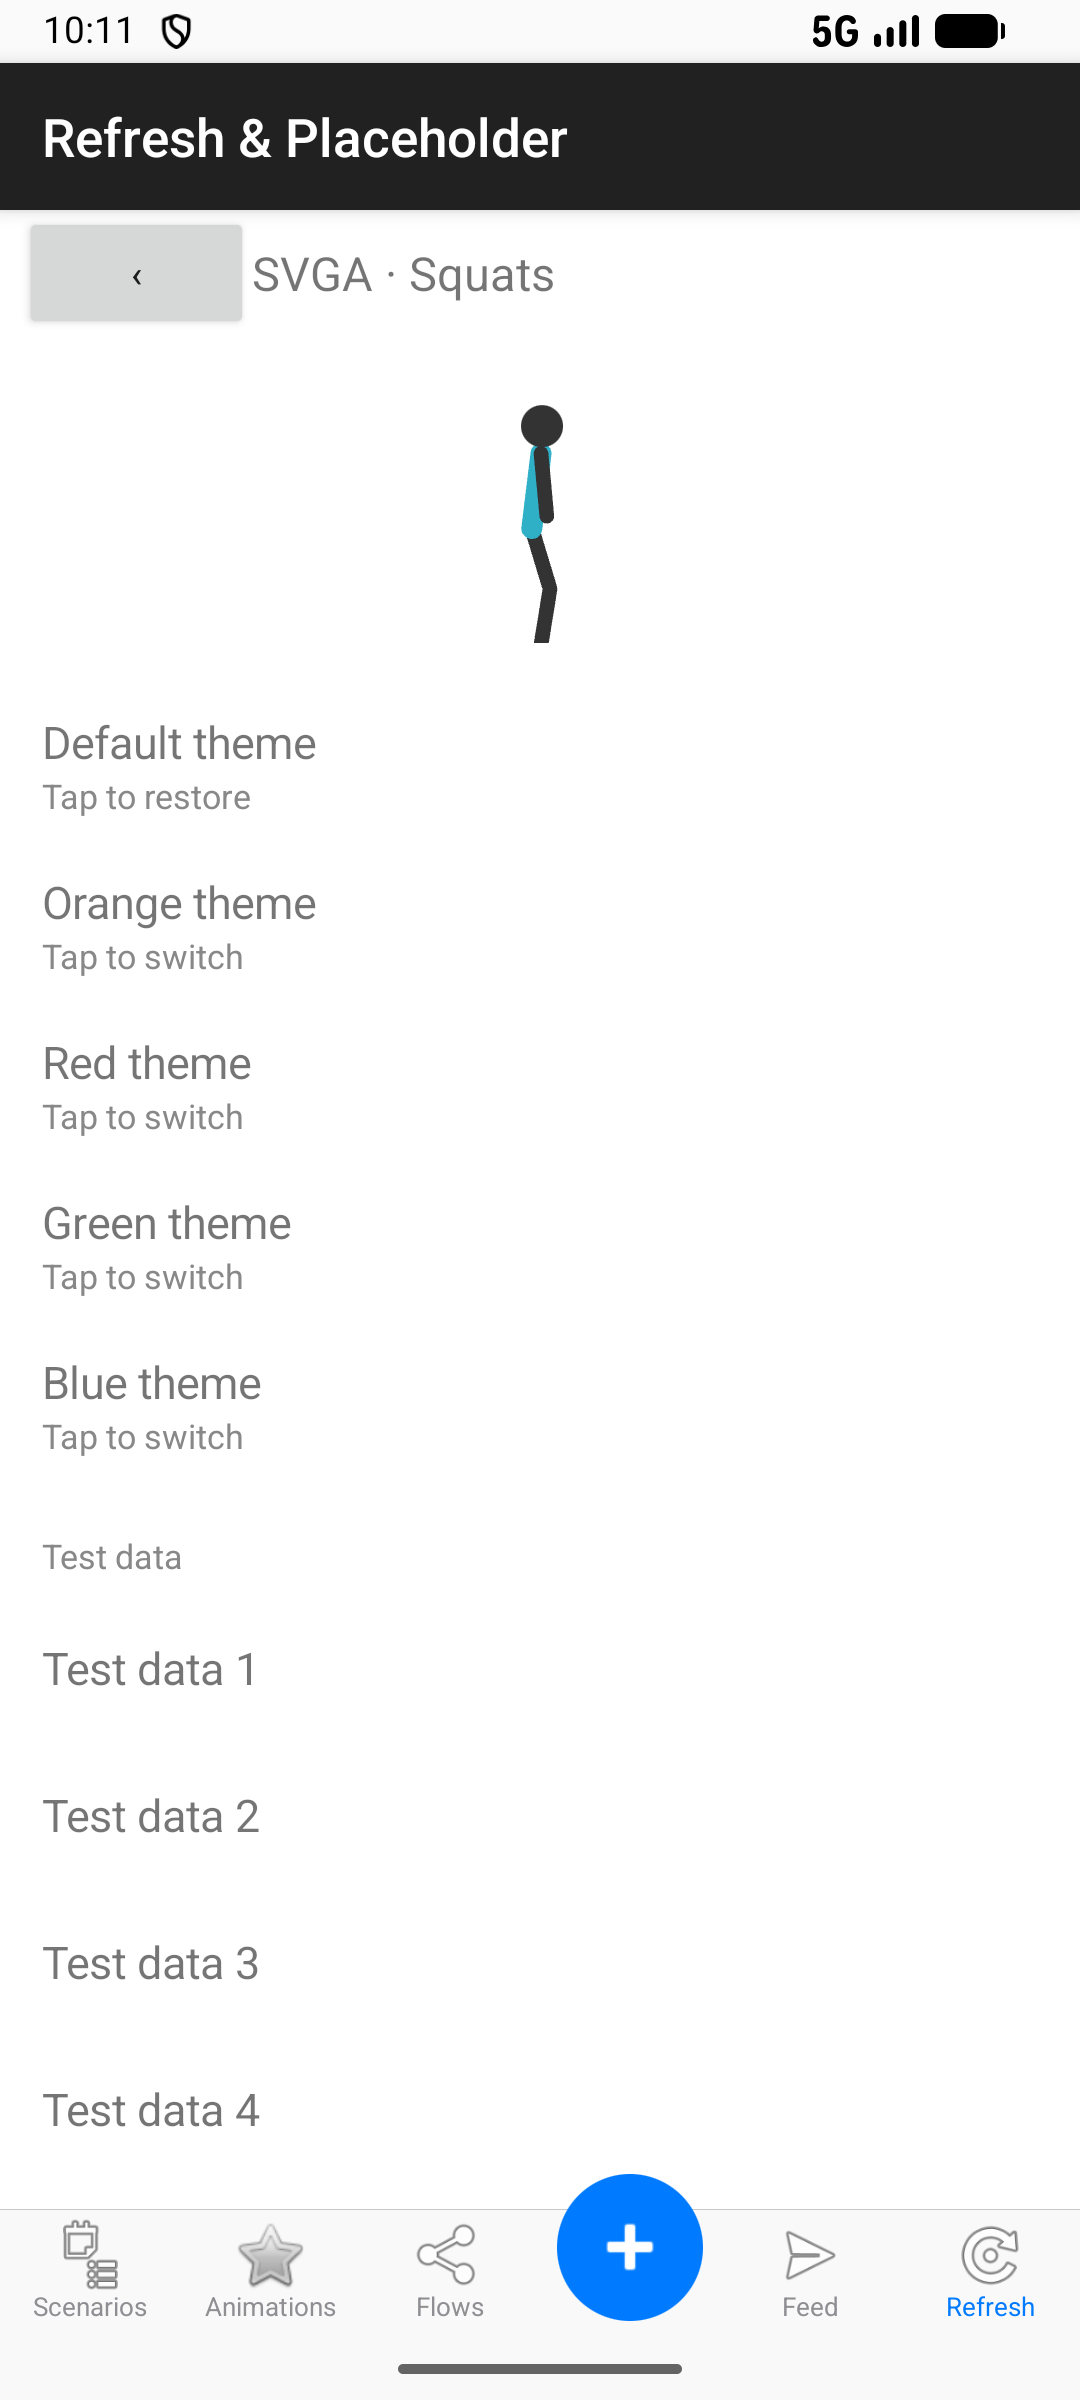 10:11
5G
Refresh & Placeholder
‹
SVGA · Squats
Default theme
Tap to restore
Orange theme
Tap to switch
Red theme
Tap to switch
Green theme
Tap to switch
Blue theme
Tap to switch
Test data
Test data 1
Test data 2
Test data 3
Test data 4
Scenarios
Animations
Flows
Feed
Refresh